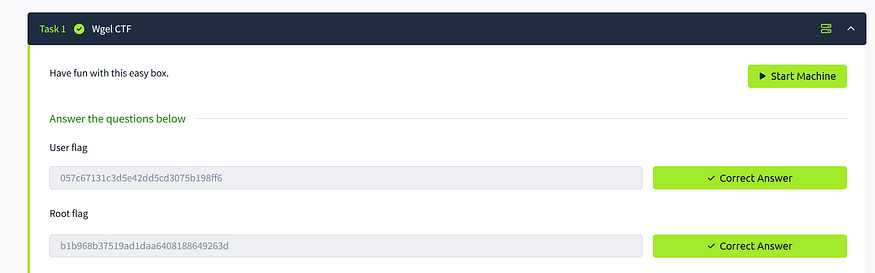 Task 1 Wgel CTF
Have fun with this easy box.
Start Machine
Answer the questions below
User flag
057c67131c3d5e42dd5cd3075b198ff6
Correct Answer
Root flag
b1b968b37519ad1daa6408188649263d
Correct Answer